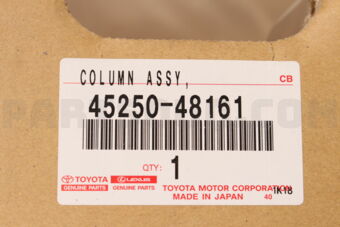 COLUMN ASSY,
CB
45250-48161
QTY: 1
TOYOTA LEXUS TOYOTA MOTOR CORPORATION
GENUINE PARTS GENUINE PARTS MADE IN JAPAN 40 1K18